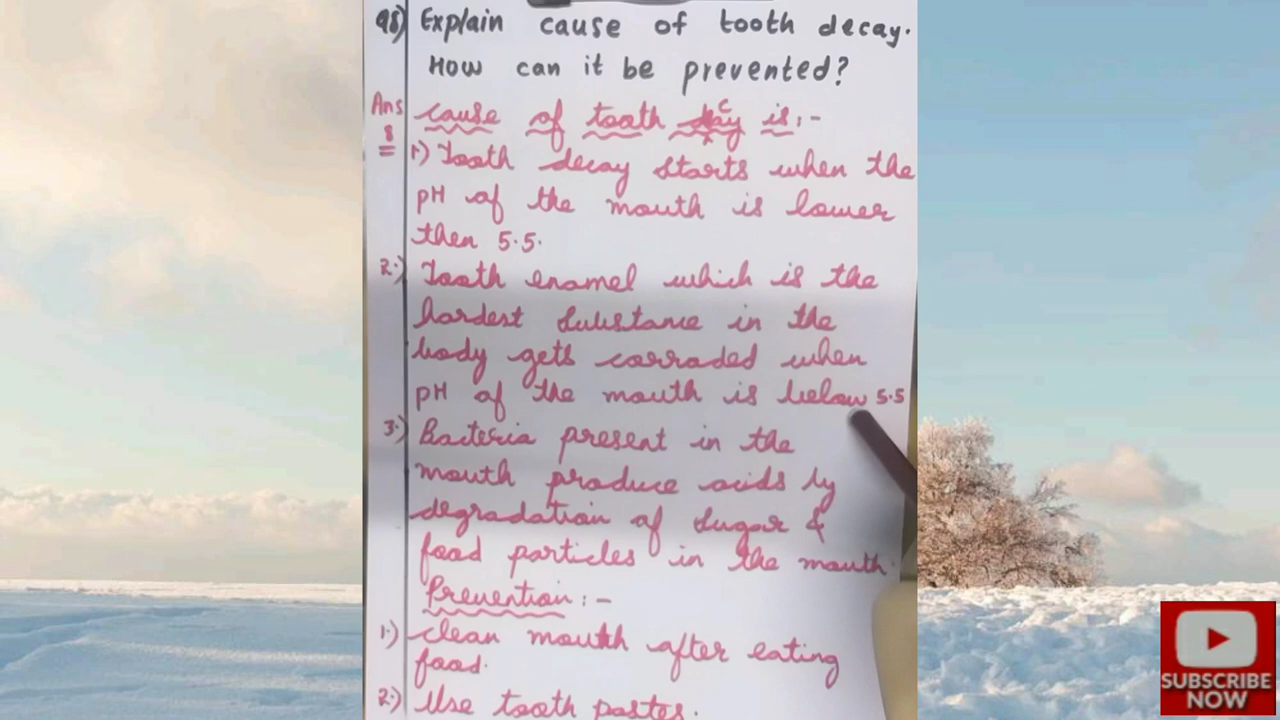 Q8) Explain cause of tooth decay.
How can it be prevented?
Ans 8 cause of tooth decay is:-
1.) Tooth decay starts when the
pH of the mouth is lower
then 5.5.
2.) Tooth enamel which is the
hardest substance in the
body gets corraded when
pH of the mouth is below 5.5
3.) Bacteria present in the
mouth produce acids by
degradation of sugar &
food particles in the mouth.
Prevention:-
1.) clean mouth after eating
food.
2.) Use tooth pastes.
SUBSCRIBE
NOW